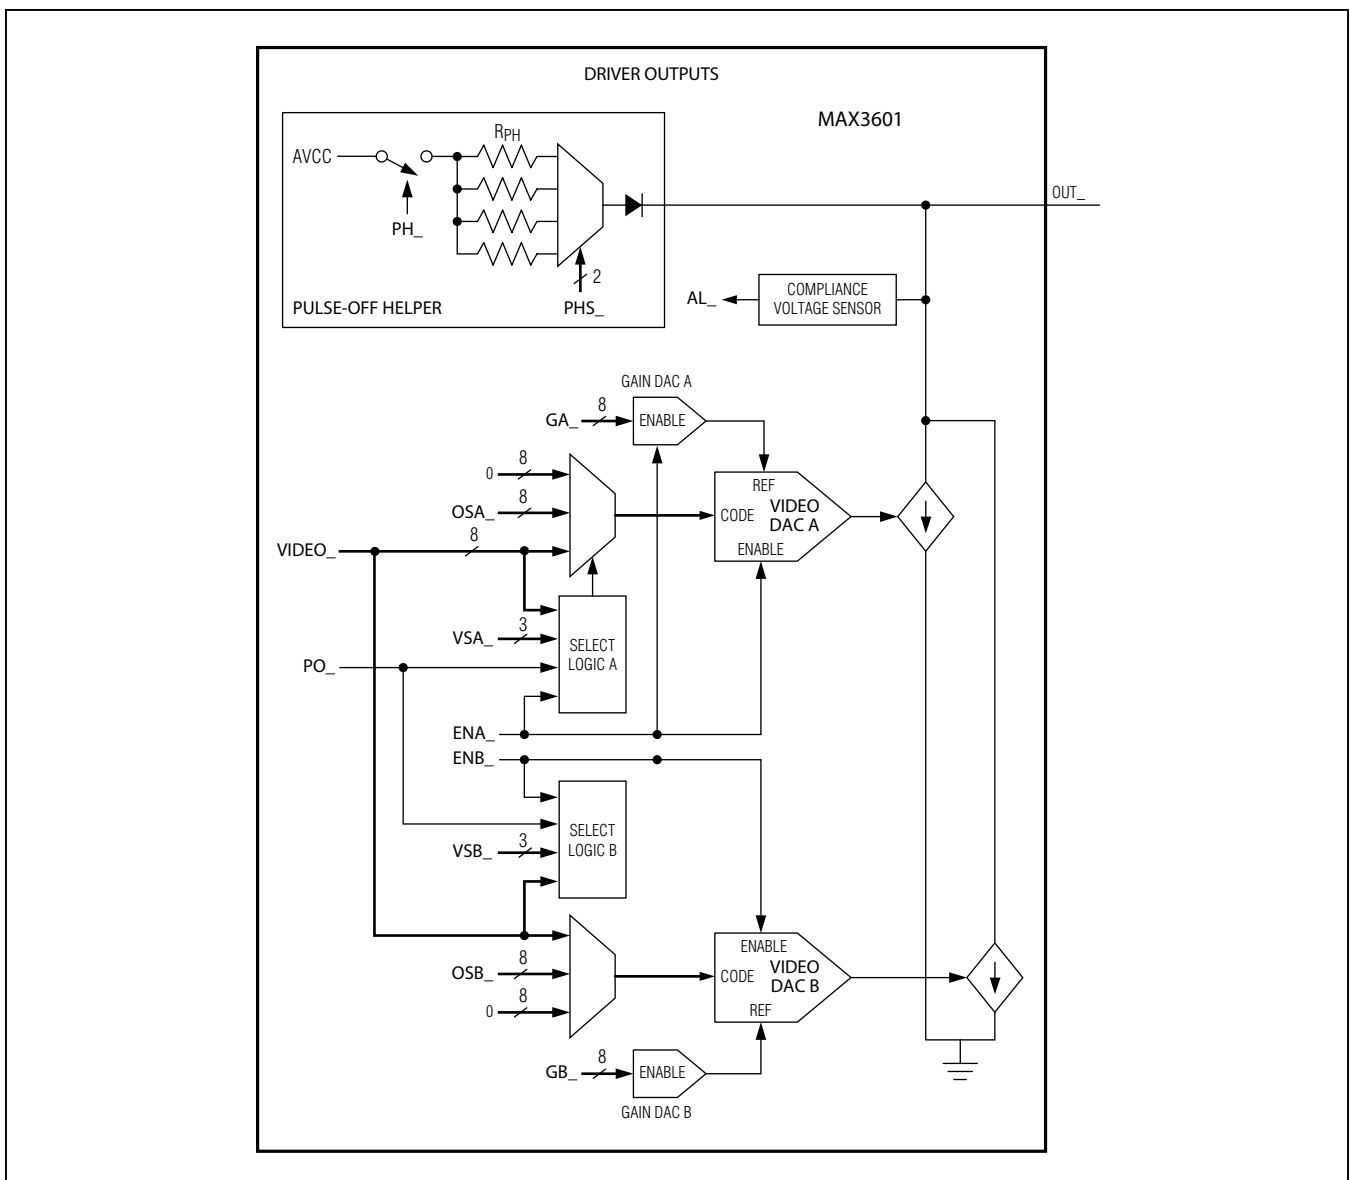 DRIVER OUTPUTS
MAX3601
RPH
AVCC
PH_
2
PULSE-OFF HELPER
PHS_
OUT_
AL_
COMPLIANCE
VOLTAGE SENSOR
GAIN DAC A
GA_
8
ENABLE
0
8
OSA_
8
VIDEO_
8
REF
CODE
VIDEO
DAC A
ENABLE
VSA_
3
SELECT
LOGIC A
PO_
ENA_
ENB_
SELECT
LOGIC B
VSB_
3
OSB_
8
0
8
ENABLE
CODE
VIDEO
DAC B
REF
GB_
8
ENABLE
GAIN DAC B